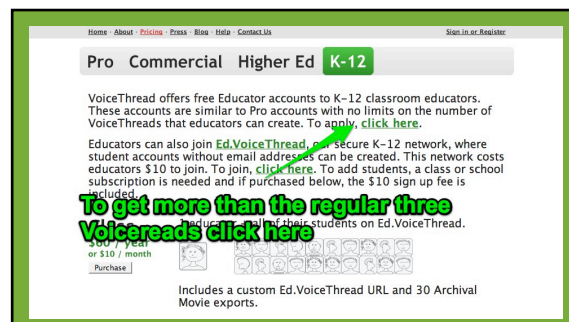 Home · About · Pricing · Press · Blog · Help · Contact Us Sign in or Register
Pro Commercial Higher Ed K-12
VoiceThread offers free Educator accounts to K-12 classroom educators.
These accounts are similar to Pro accounts with no limits on the number of
VoiceThreads that educators can create. To apply, click here.
Educators can also join Ed.VoiceThread, our secure K-12 network, where
student accounts without email addresses can be created. This network costs
educators $10 to join. To join, click here. To add students, a class or school
subscription is needed and if purchased below, the $10 sign up fee is
included.
To get more than the regular three
Voicereads click here
of their students on Ed.VoiceThread.
$60 / year
or $10 / month
Purchase
Includes a custom Ed.VoiceThread URL and 30 Archival
Movie exports.